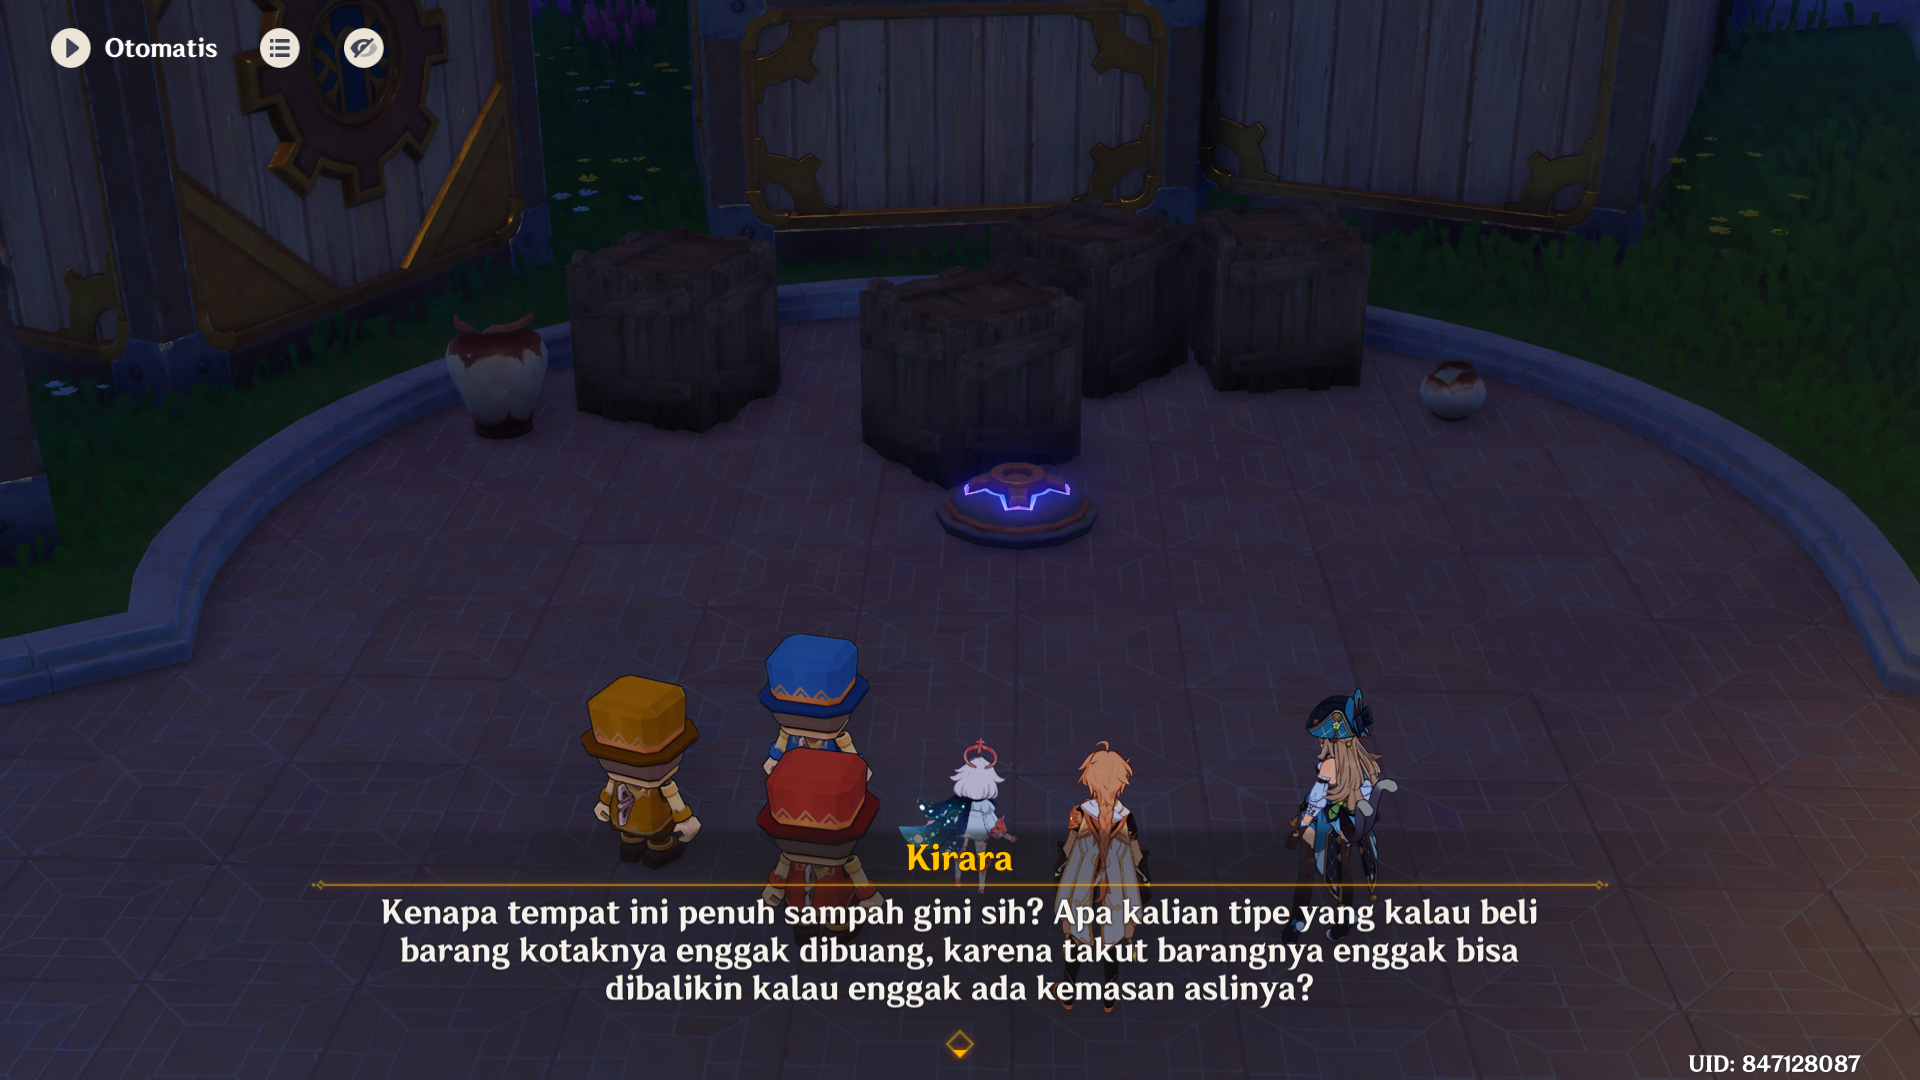 Otomatis
Kirara
Kenapa tempat ini penuh sampah gini sih? Apa kalian tipe yang kalau beli
barang kotaknya enggak dibuang, karena takut barangnya enggak bisa
dibalikin kalau enggak ada kemasan aslinya?
UID: 847128087